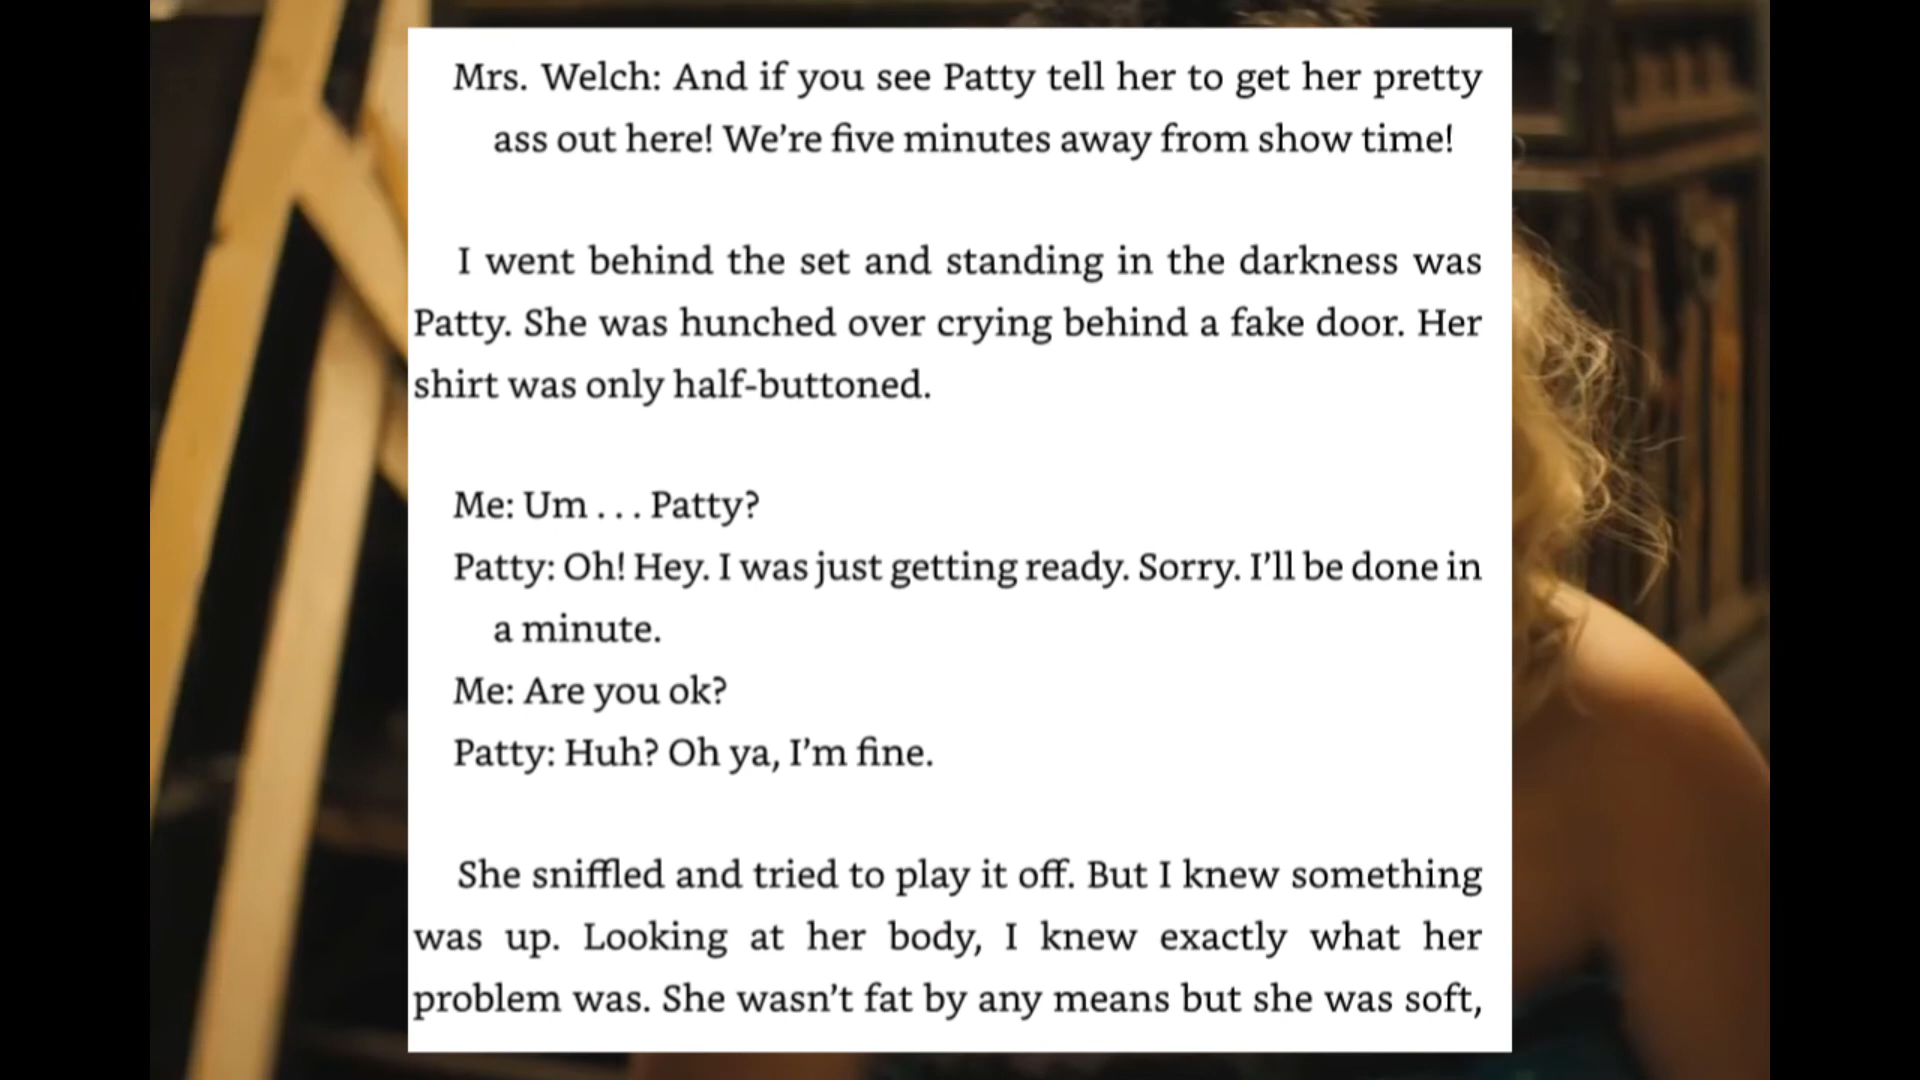 Mrs. Welch: And if you see Patty tell her to get her pretty
ass out here! We’re five minutes away from show time!
I went behind the set and standing in the darkness was
Patty. She was hunched over crying behind a fake door. Her
shirt was only half-buttoned.
Me: Um . . . Patty?
Patty: Oh! Hey. I was just getting ready. Sorry. I’ll be done in
a minute.
Me: Are you ok?
Patty: Huh? Oh ya, I’m fine.
She sniffled and tried to play it off. But I knew something
was up. Looking at her body, I knew exactly what her
problem was. She wasn’t fat by any means but she was soft,